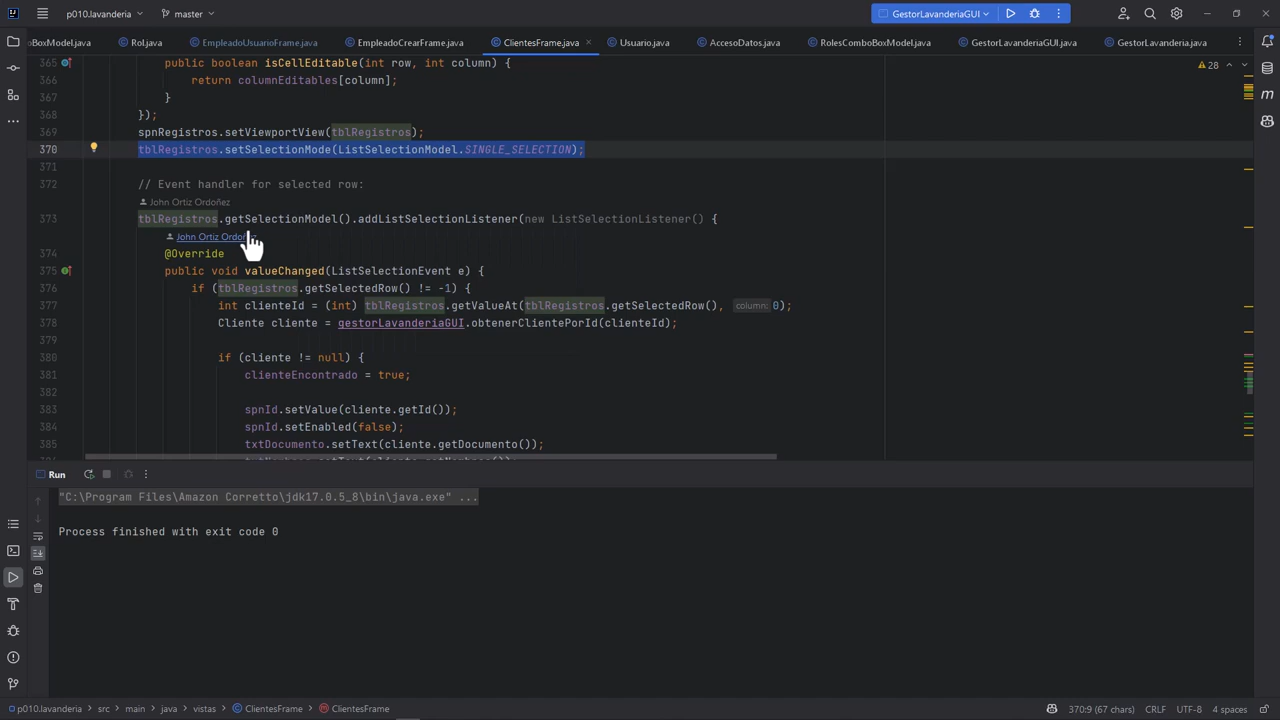 p010.lavanderia
master
GestorLavanderiaGUI
oBoxModel.java
Rol.java
EmpleadoUsuarioFrame.java
EmpleadoCrearFrame.java
ClientesFrame.java
Usuario.java
AccesoDatos.java
RolesComboBoxModel.java
GestorLavanderiaGUI.java
GestorLavanderia.java
28
365 public boolean isCellEditable(int row, int column) {
366 return columnEditables[column];
367 }
368 });
369 spnRegistros.setViewportView(tblRegistros);
370 tblRegistros.setSelectionMode(ListSelectionModel.SINGLE_SELECTION);
371
372 // Event handler for selected row:
John Ortiz Ordoñez
373 tblRegistros.getSelectionModel().addListSelectionListener(new ListSelectionListener() {
John Ortiz
374 @Override
375 public void valueChanged(ListSelectionEvent e) {
376 if (tblRegistros.getSelectedRow() != -1) {
377 int clienteId = (int) tblRegistros.getValueAt(tblRegistros.getSelectedRow(), column: 0);
378 Cliente cliente = gestorLavanderiaGUI.obtenerClientePorId(clienteId);
379
380 if (cliente != null) {
381 clienteEncontrado = true;
382
383 spnId.setValue(cliente.getId());
384 spnId.setEnabled(false);
385 txtDocumento.setText(cliente.getDocumento());
Run
"C:\Program Files\Amazon Corretto\jdk17.0.5_8\bin\java.exe" ...
Process finished with exit code 0
p010.lavanderia > src > main > java > vistas > ClientesFrame > ClientesFrame
370:9 (67 chars) CRLF UTF-8 4 spaces